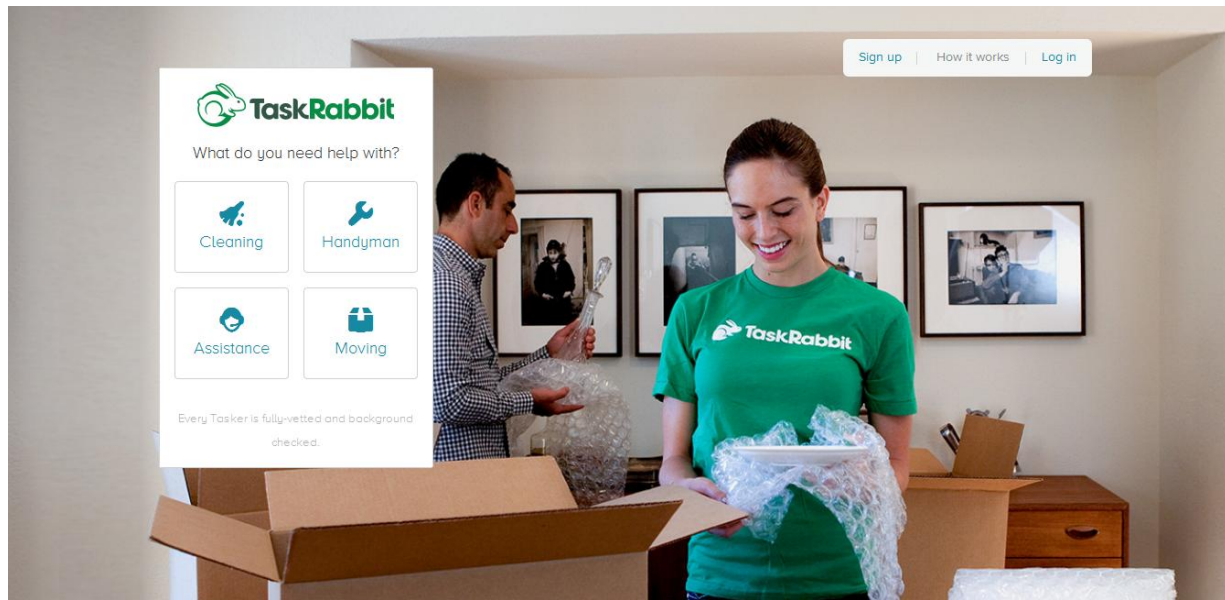 Sign up
How it works
Log in
TaskRabbit
What do you need help with?
Cleaning
Handyman
Assistance
Moving
Every Tasker is fully-vetted and background
checked.
TaskRabbit